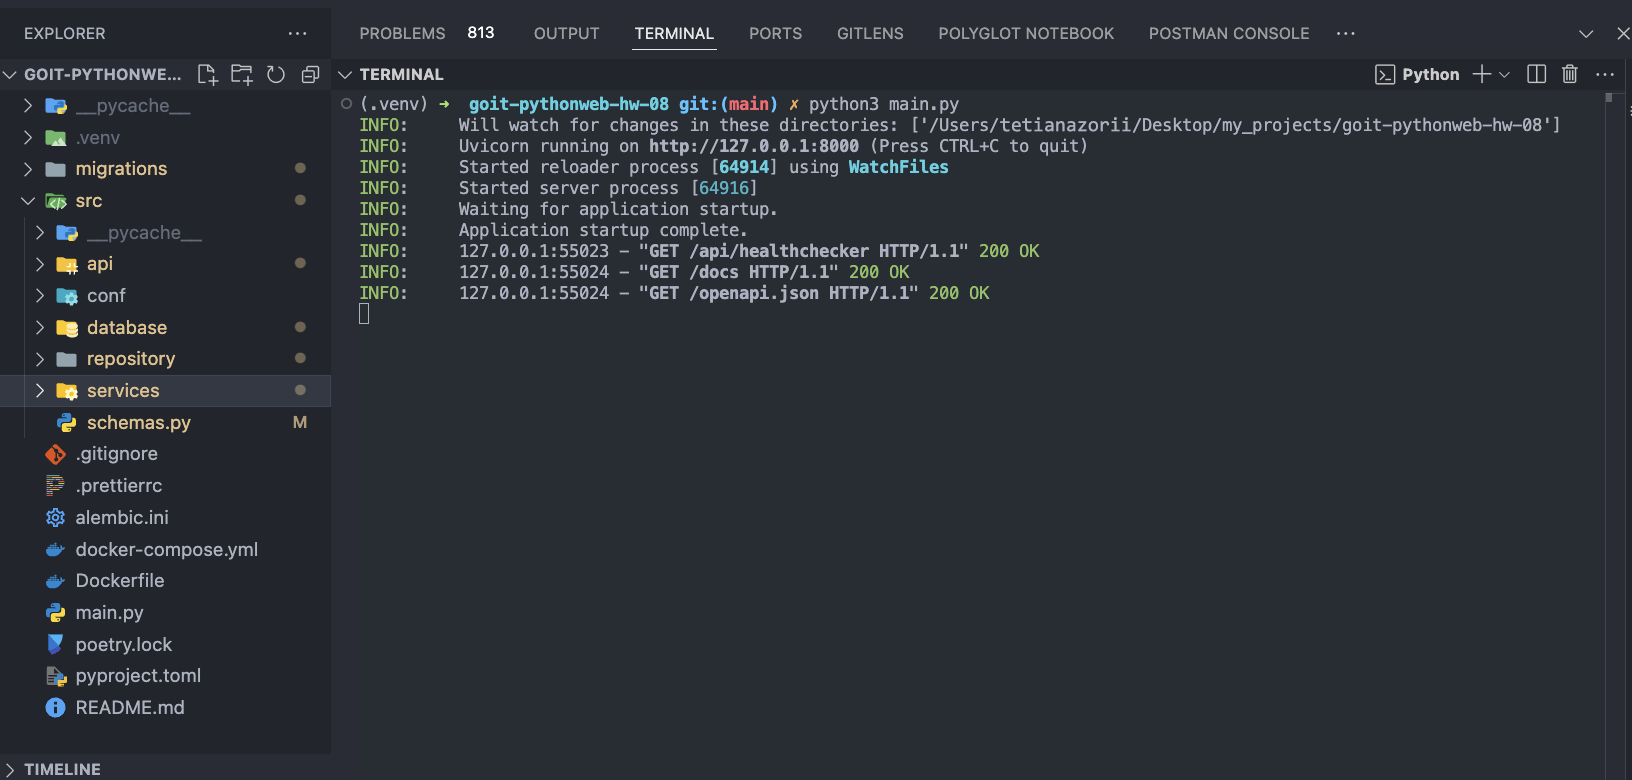 EXPLORER
GOIT-PYTHONWE...
__pycache__
.venv
migrations
src
__pycache__
api
conf
database
repository
services
schemas.py M
.gitignore
.prettierrc
alembic.ini
docker-compose.yml
Dockerfile
main.py
poetry.lock
pyproject.toml
README.md
TIMELINE
PROBLEMS 813 OUTPUT TERMINAL PORTS GITLENS POLYGLOT NOTEBOOK POSTMAN CONSOLE
TERMINAL Python
(.venv) ➜ goit-pythonweb-hw-08 git:(main) ✗ python3 main.py
INFO: Will watch for changes in these directories: ['/Users/tetianazorii/Desktop/my_projects/goit-pythonweb-hw-08']
INFO: Uvicorn running on http://127.0.0.1:8000 (Press CTRL+C to quit)
INFO: Started reloader process [64914] using WatchFiles
INFO: Started server process [64916]
INFO: Waiting for application startup.
INFO: Application startup complete.
INFO: 127.0.0.1:55023 - "GET /api/healthchecker HTTP/1.1" 200 OK
INFO: 127.0.0.1:55024 - "GET /docs HTTP/1.1" 200 OK
INFO: 127.0.0.1:55024 - "GET /openapi.json HTTP/1.1" 200 OK